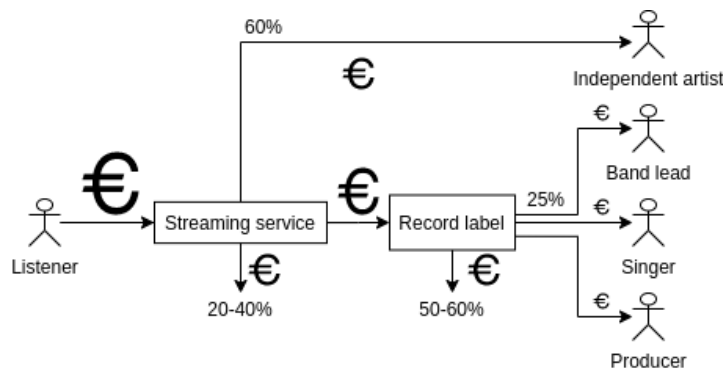 60%
€
Independent artist
€
Band lead
€
€
25%
€
Listener
Streaming service
Record label
Singer
€
€
20-40%
50-60%
€
Producer